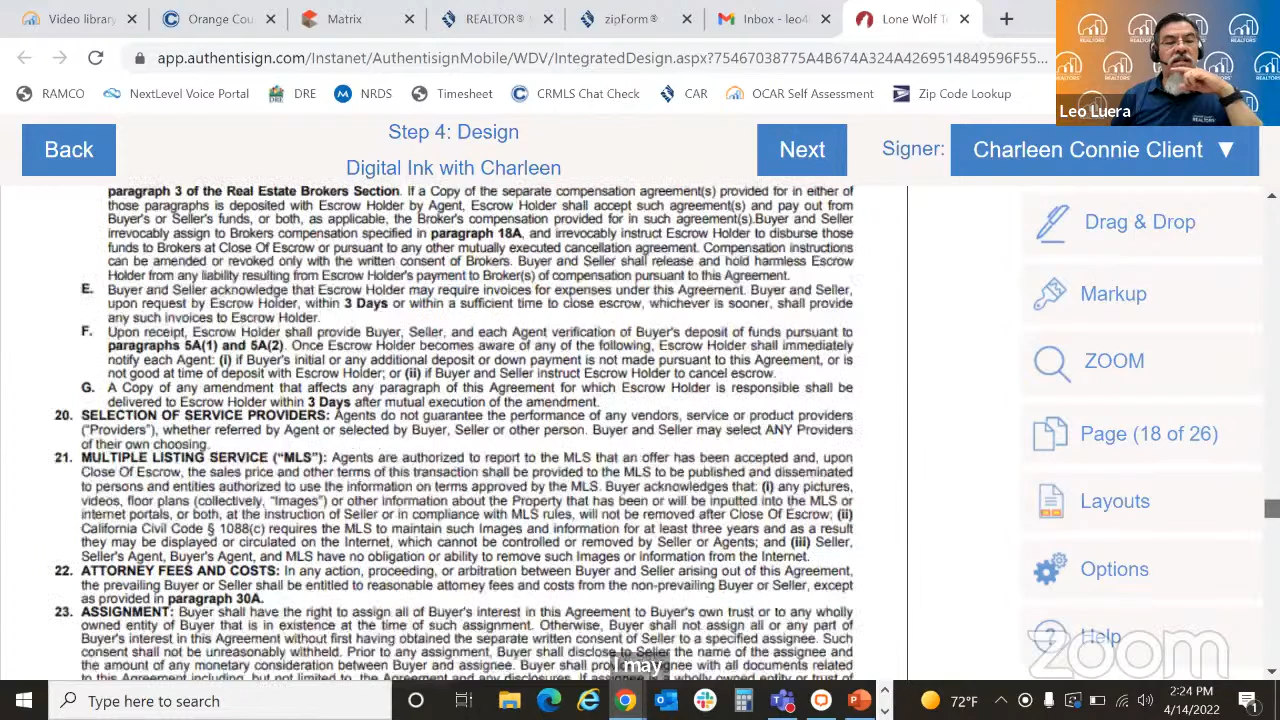 Video library
Orange Cou
Matrix
REALTOR®
zipForm®
Inbox - leo4
Lone Wolf T
app.authentisign.com/Instanet/AuthentisignMobile/WDV/IntegratedDesign.aspx?75467038775A4B674A324A4269514849596F55...
RAMCO
NextLevel Voice Portal
DRE
NRDS
Timesheet
CRMLS Chat Check
CAR
OCAR Self Assessment
Zip Code Lookup
Leo Luera
Back
Step 4: Design
Digital Ink with Charleen
Next
Signer:
Charleen Connie Client ▼
paragraph 3 of the Real Estate Brokers Section. If a Copy of the separate compensation agreement(s) provided for in either of
those paragraphs is deposited with Escrow Holder by Agent, Escrow Holder shall accept such agreement(s) and pay out from
Buyer's or Seller's funds, or both, as applicable, the Broker's compensation provided for in such agreement(s).Buyer and Seller
irrevocably assign to Brokers compensation specified in paragraph 18A, and irrevocably instruct Escrow Holder to disburse those
funds to Brokers at Close Of Escrow or pursuant to any other mutually executed cancellation agreement. Compensation instructions
can be amended or revoked only with the written consent of Brokers. Buyer and Seller shall release and hold harmless Escrow
Holder from any liability resulting from Escrow Holder's payment to Broker(s) of compensation pursuant to this Agreement.
E. Buyer and Seller acknowledge that Escrow Holder may require invoices for expenses under this Agreement. Buyer and Seller,
upon request by Escrow Holder, within 3 Days or within a sufficient time to close escrow, whichever is sooner, shall provide
any such invoices to Escrow Holder.
F. Upon receipt, Escrow Holder shall provide Buyer, Seller, and each Agent verification of Buyer's deposit of funds pursuant to
paragraphs 5A(1) and 5A(2). Once Escrow Holder becomes aware of any of the following, Escrow Holder shall immediately
notify each Agent: (i) if Buyer's initial or any additional deposit or down payment is not made pursuant to this Agreement, or is
not good at time of deposit with Escrow Holder; or (ii) if Buyer and Seller instruct Escrow Holder to cancel escrow.
G. A Copy of any amendment that affects any paragraph of this Agreement for which Escrow Holder is responsible shall be
delivered to Escrow Holder within 3 Days after mutual execution of the amendment.
20. SELECTION OF SERVICE PROVIDERS: Agents do not guarantee the performance of any vendors, service or product providers
("Providers"), whether referred by Agent or selected by Buyer, Seller or other person. Buyer and Seller may select ANY Providers
of their own choosing.
21. MULTIPLE LISTING SERVICE ("MLS"): Agents are authorized to report to the MLS that an offer has been accepted and, upon
Close Of Escrow, the sales price and other terms of this transaction shall be provided to the MLS to be published and disseminated
to persons and entities authorized to use the information on terms approved by the MLS. Buyer acknowledges that: (i) any pictures,
videos, floor plans (collectively, "Images") or other information about the Property that has been or will be inputted into the MLS or
internet portals, or both, at the instruction of Seller or in compliance with MLS rules, will not be removed after Close Of Escrow; (ii)
California Civil Code § 1088(c) requires the MLS to maintain such Images and information for at least three years and as a result
they may be displayed or circulated on the Internet, which cannot be controlled or removed by Seller or Agents; and (iii) Seller,
Seller's Agent, Buyer's Agent, and MLS have no obligation or ability to remove such Images or information from the Internet.
22. ATTORNEY FEES AND COSTS: In any action, proceeding, or arbitration between Buyer and Seller arising out of this Agreement,
the prevailing Buyer or Seller shall be entitled to reasonable attorney fees and costs from the non-prevailing Buyer or Seller, except
as provided in paragraph 30A.
23. ASSIGNMENT: Buyer shall have the right to assign all of Buyer's interest in this Agreement to Buyer's own trust or to any wholly
owned entity of Buyer that is in existence at the time of such assignment. Otherwise, Buyer shall not assign all or any part of
Buyer's interest in this Agreement without first having obtained the separate written consent of Seller to a specified assignee. Such
consent shall not be unreasonably withheld. Prior to any assignment, Buyer shall disclose to Seller the name of the assignee and
the amount of any monetary consideration between Buyer and assignee. Buyer shall pro nee with all documents related
to this Agreement including, but not limited to, the Agreement and any disclosures. If assignee is a wholly owned entity or trust of
I may
Drag & Drop
Markup
ZOOM
Page (18 of 26)
Layouts
Options
Help
zoom
Type here to search
72°F
2:24 PM
4/14/2022
1